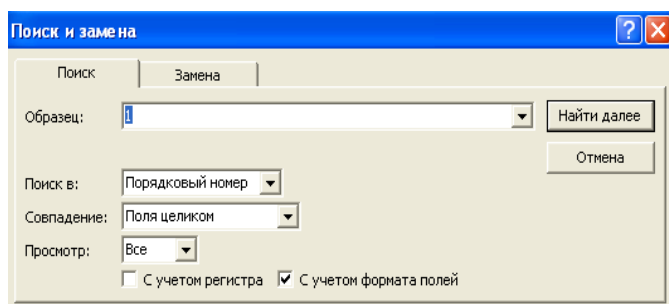 Поиск и замена
Поиск Замена
Образец: 1 Найти далее
Отмена
Поиск в: Порядковый номер
Совпадение: Поля целиком
Просмотр: Все
С учетом регистра С учетом формата полей